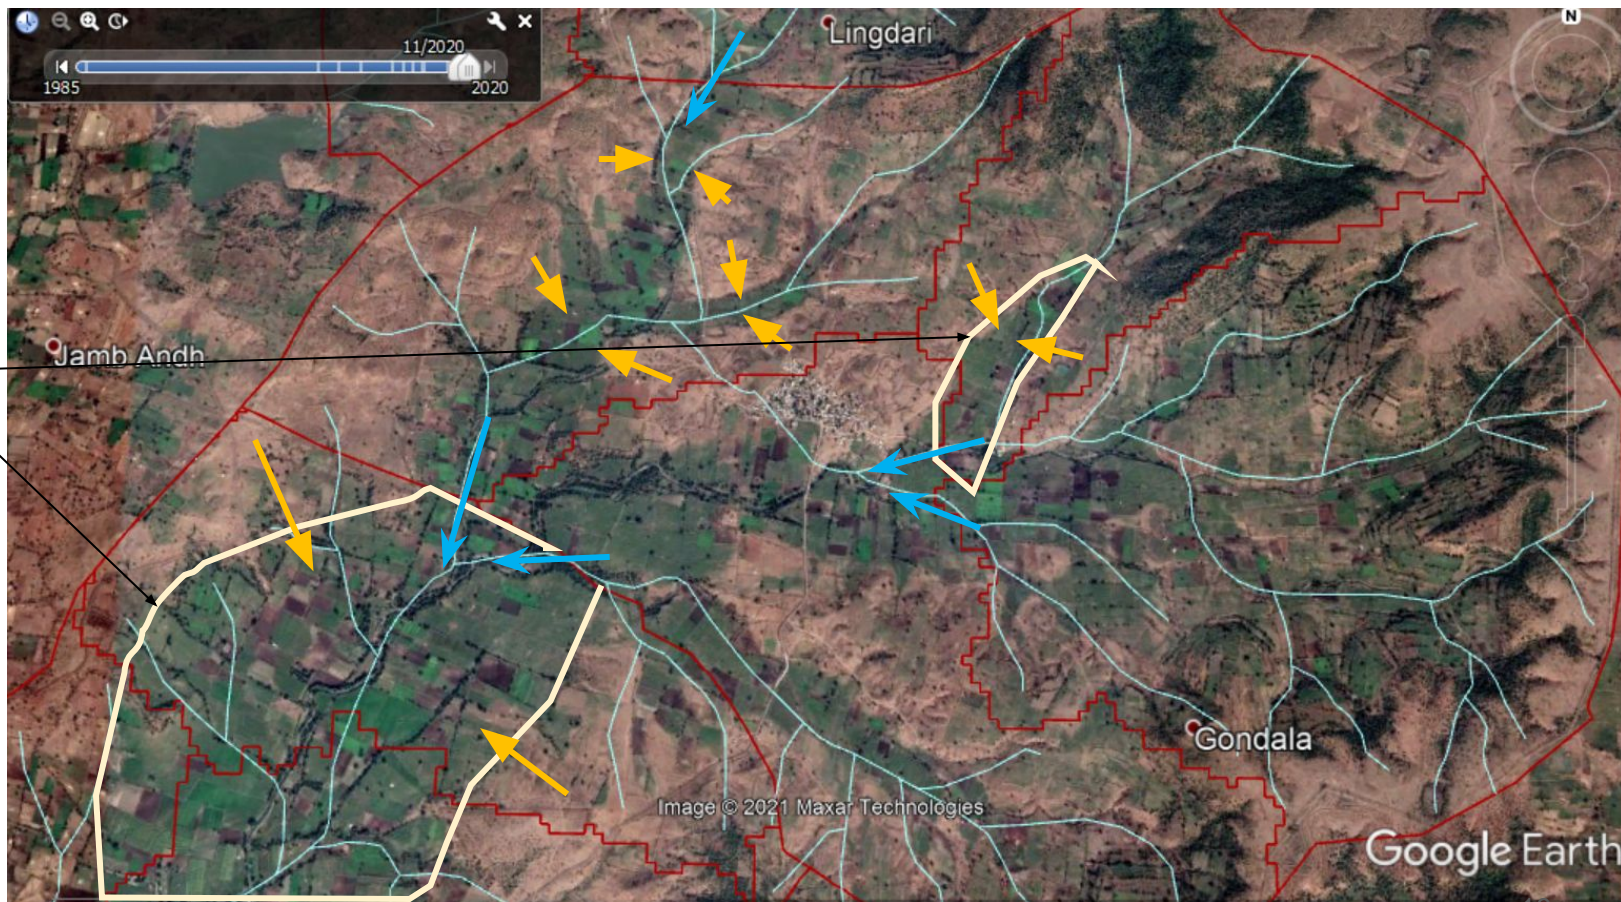 11/2020
1985
2020
N
Lingdari
Jamb Andh
Gondala
Image © 2021 Maxar Technologies
Google Earth